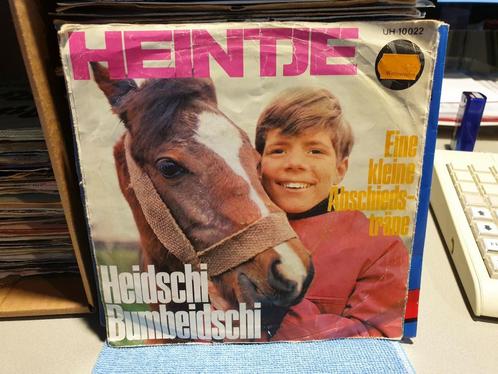 HEINTJE
UH 10022
Eine
kleine
Abschieds-
träne
Heidschi
Bumbeidschi